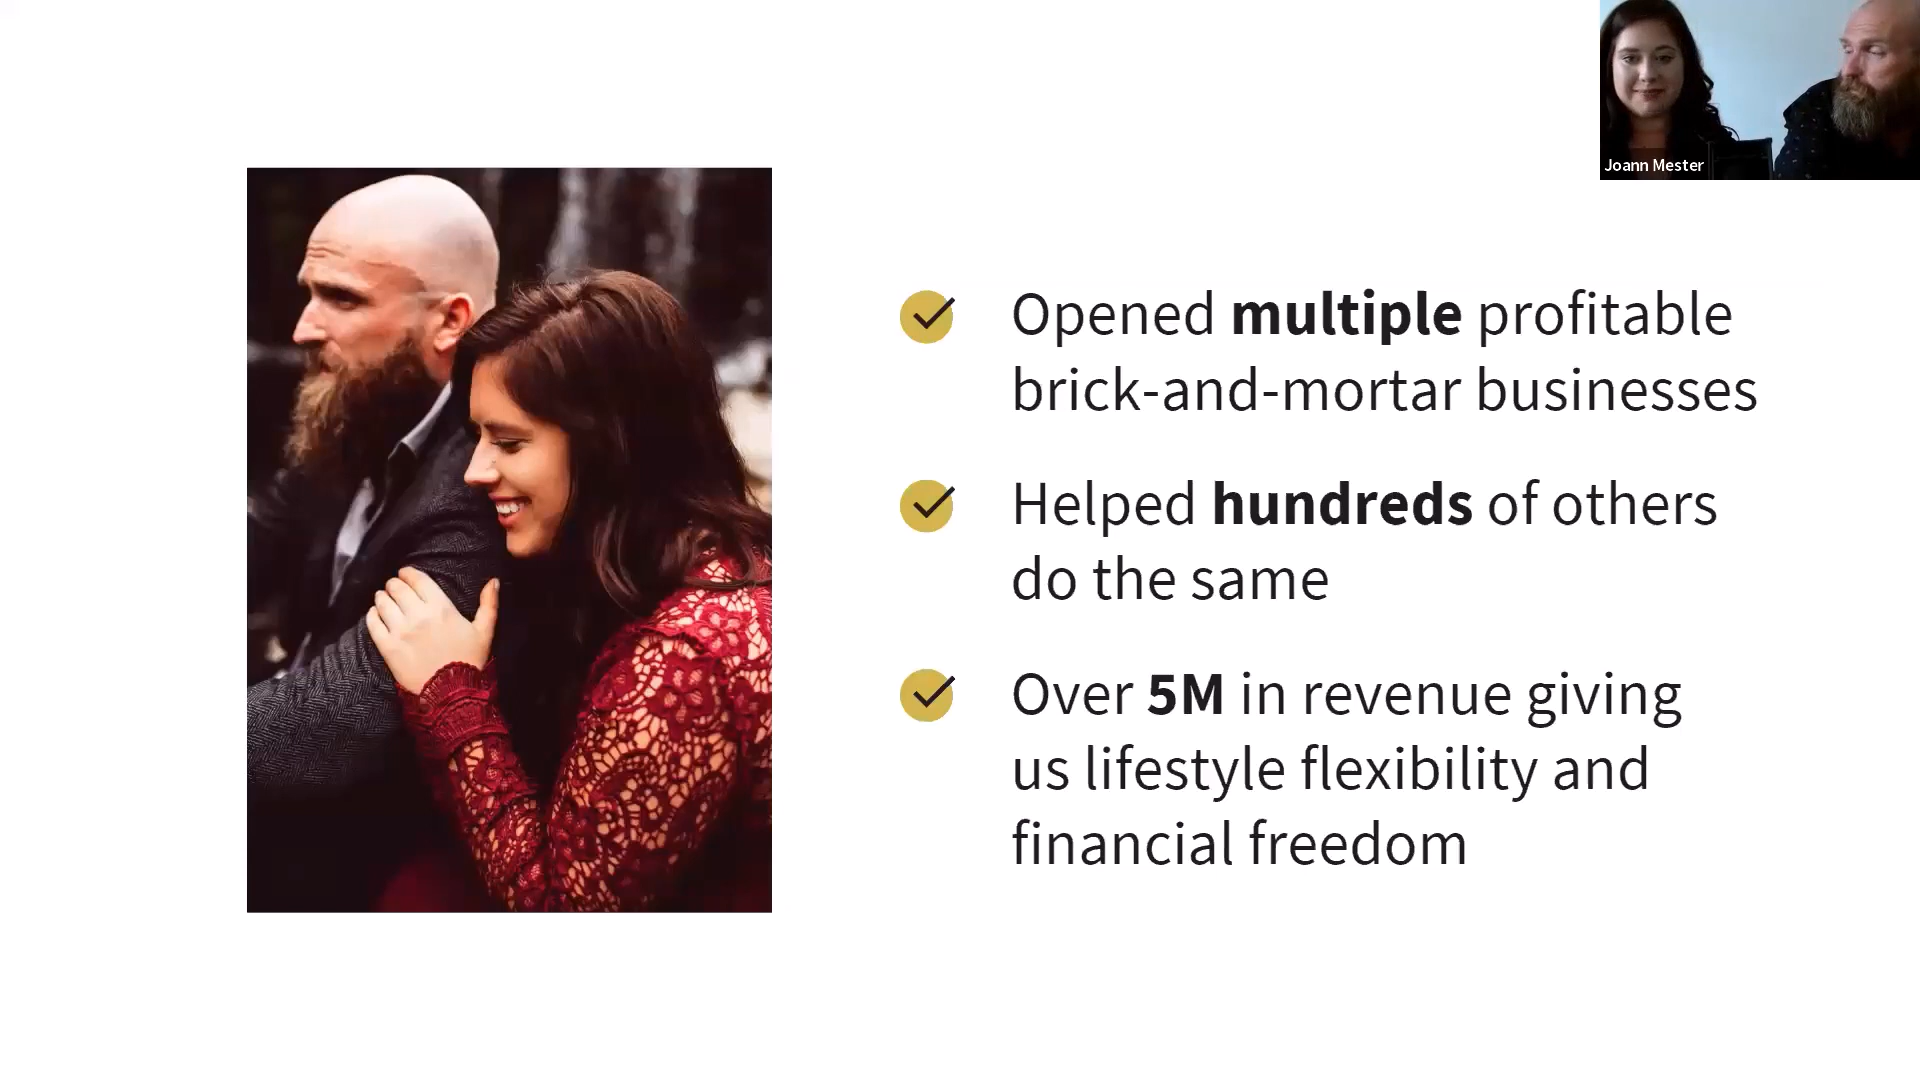 Joann Mester
Opened multiple profitable
brick-and-mortar businesses
Helped hundreds of others
do the same
Over 5M in revenue giving
us lifestyle flexibility and
financial freedom